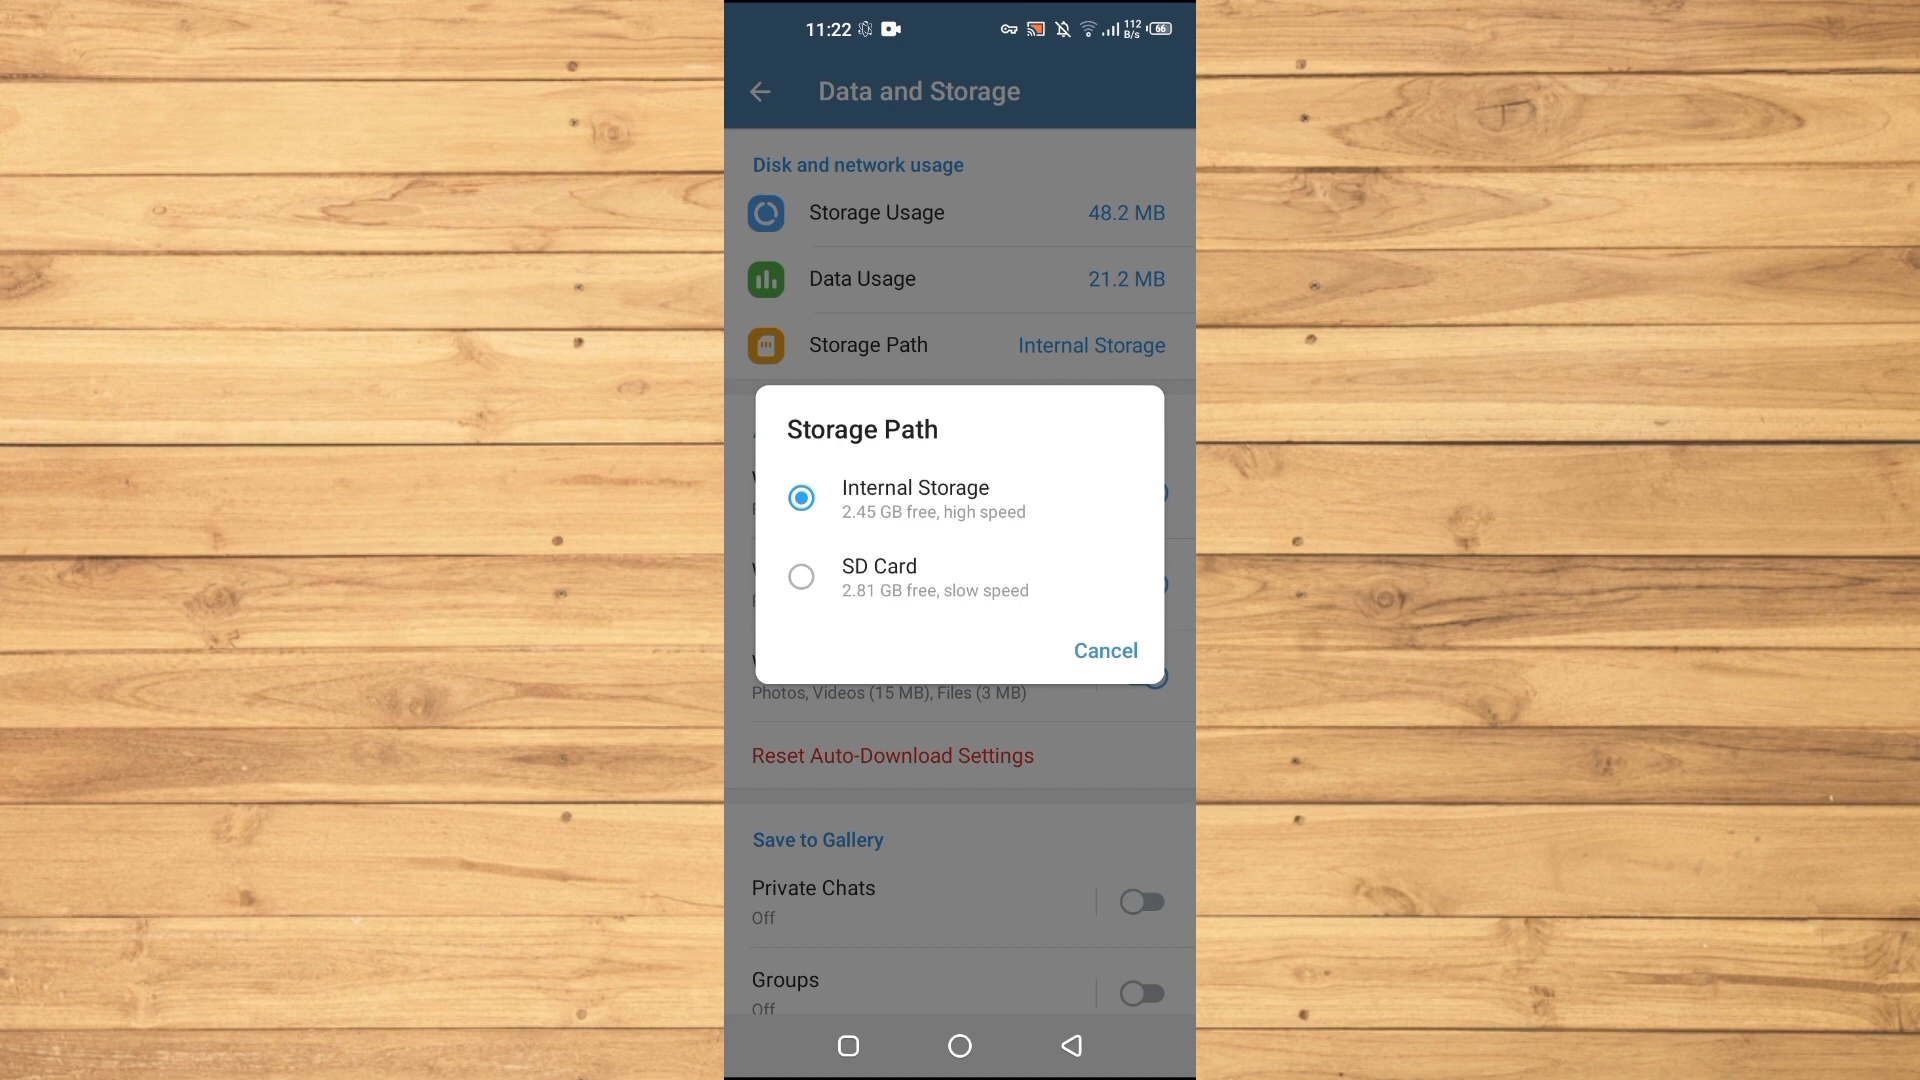 11:22
112 B/s 66
Data and Storage
Disk and network usage
Storage Usage 48.2 MB
Data Usage 21.2 MB
Storage Path Internal Storage
Storage Path
Internal Storage
2.45 GB free, high speed
SD Card
2.81 GB free, slow speed
Cancel
Photos, Videos (15 MB), Files (3 MB)
Reset Auto-Download Settings
Save to Gallery
Private Chats
Off
Groups
Off